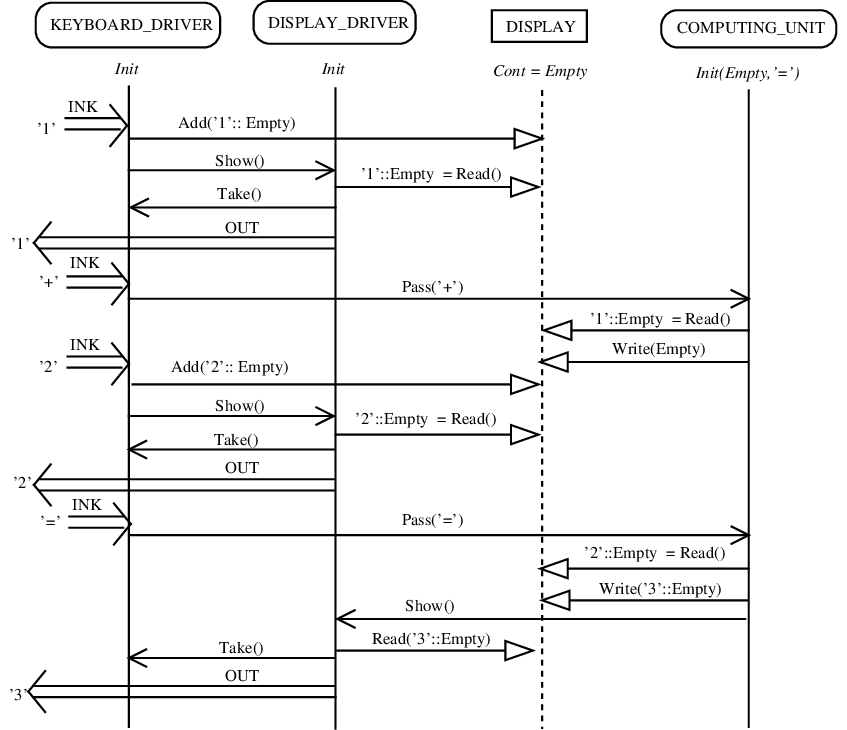 KEYBOARD_DRIVER
DISPLAY_DRIVER
DISPLAY
COMPUTING_UNIT
Init
Init
Cont = Empty
Init(Empty,'=')
INK
'1'
Add('1':: Empty)
Show()
'1'::Empty = Read()
Take()
OUT
'1'
INK
'+'
Pass('+')
'1'::Empty = Read()
Write(Empty)
INK
'2'
Add('2':: Empty)
Show()
'2'::Empty = Read()
Take()
OUT
'2'
INK
'='
Pass('=')
'2'::Empty = Read()
Write('3'::Empty)
Show()
Read('3'::Empty)
Take()
OUT
'3'